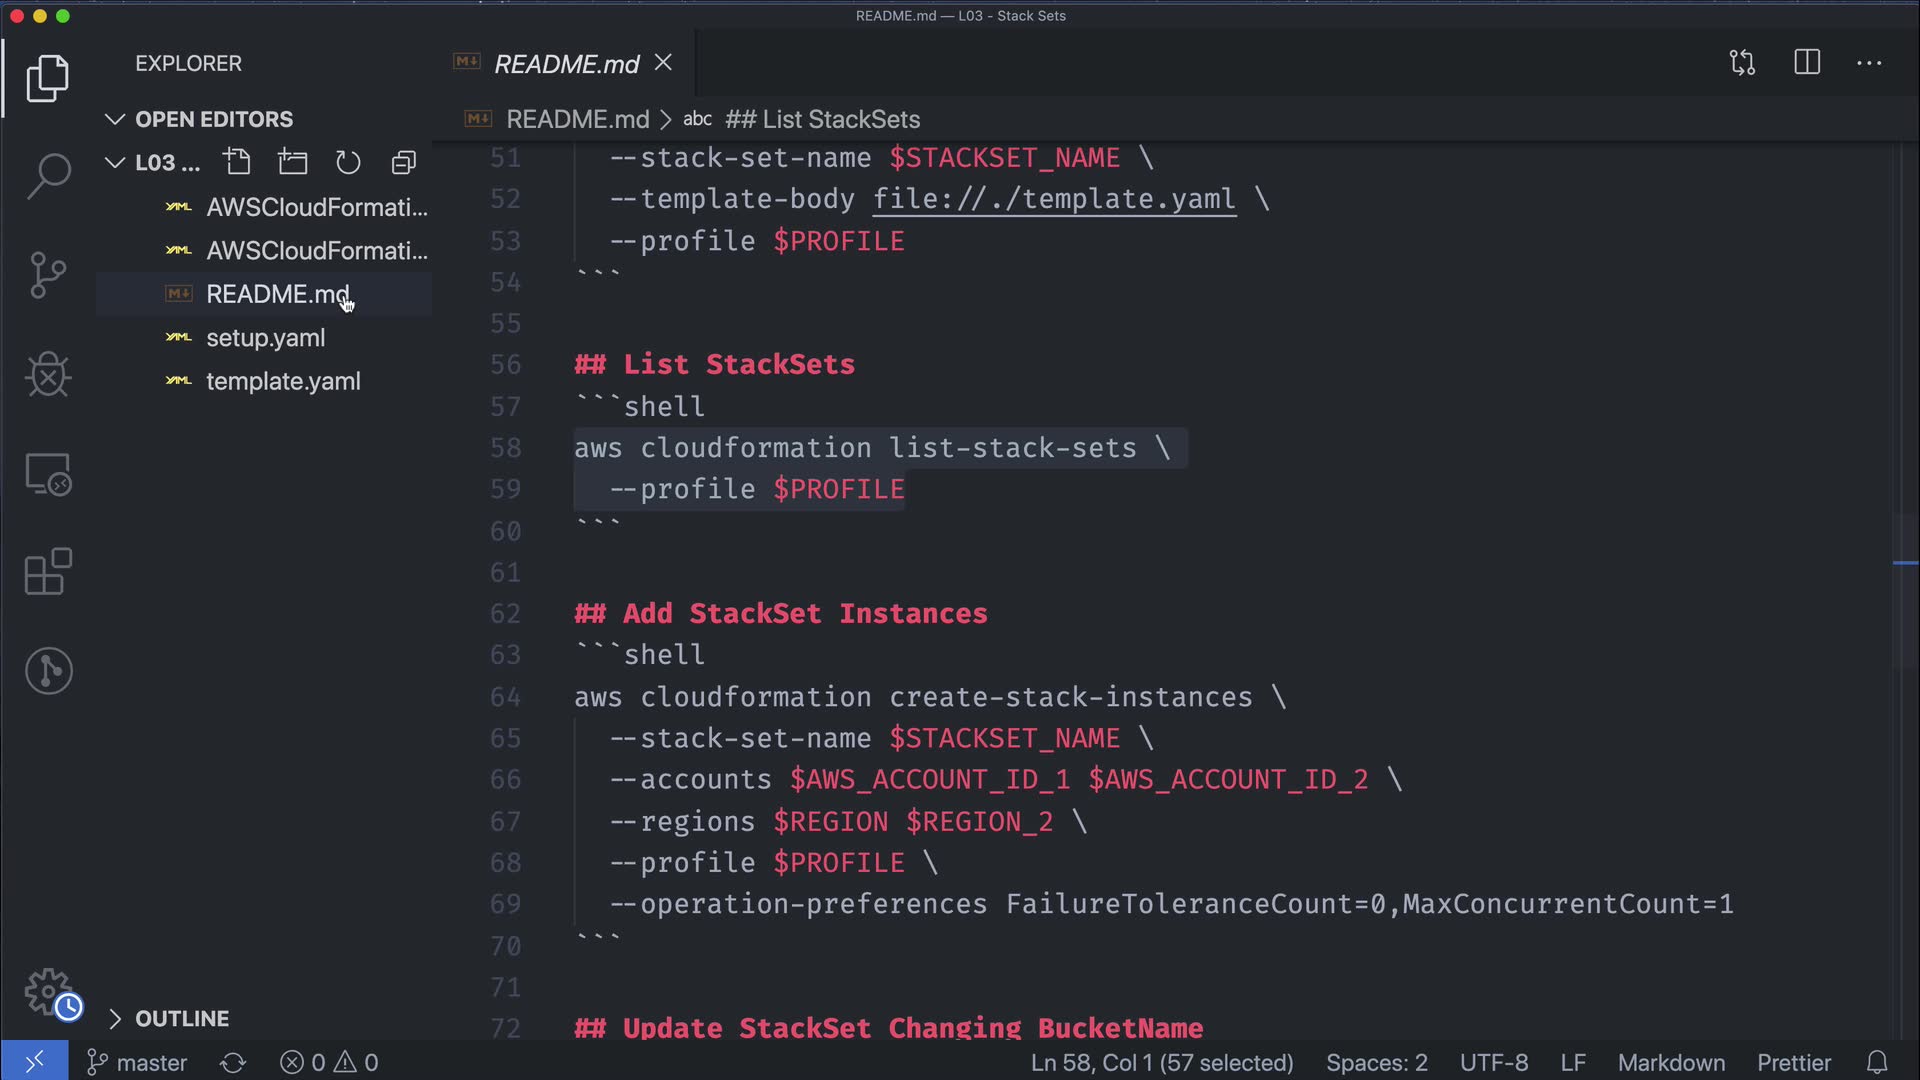 README.md — L03 - Stack Sets
EXPLORER
OPEN EDITORS
L03 ...
YAML AWSCloudFormati...
YAML AWSCloudFormati...
M↓ README.md
YAML setup.yaml
YAML template.yaml
OUTLINE
M↓ README.md
M↓ README.md > abc ## List StackSets
51 --stack-set-name $STACKSET_NAME \
52 --template-body file://./template.yaml \
53 --profile $PROFILE
54 ```
55
56 ## List StackSets
57 ```shell
58 aws cloudformation list-stack-sets \
59 --profile $PROFILE
60 ```
61
62 ## Add StackSet Instances
63 ```shell
64 aws cloudformation create-stack-instances \
65 --stack-set-name $STACKSET_NAME \
66 --accounts $AWS_ACCOUNT_ID_1 $AWS_ACCOUNT_ID_2 \
67 --regions $REGION $REGION_2 \
68 --profile $PROFILE \
69 --operation-preferences FailureToleranceCount=0,MaxConcurrentCount=1
70 ```
71
72 ## Update StackSet Changing BucketName
master 0 0 Ln 58, Col 1 (57 selected) Spaces: 2 UTF-8 LF Markdown Prettier